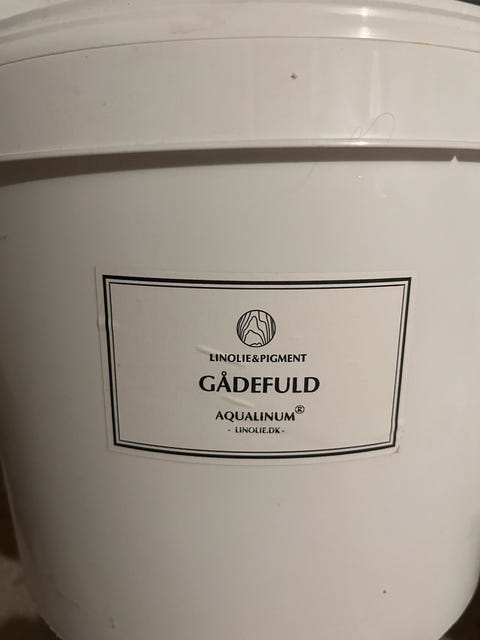 LINOLIE&PIGMENT
GÅDEFULD
AQUALINUM®
- LINOLIE.DK -